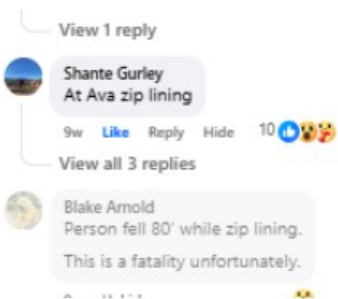 View 1 reply
Shante Gurley
At Ava zip lining
9w Like Reply Hide 10
View all 3 replies
Blake Arnold
Person fell 80' while zip lining.
This is a fatality unfortunately.